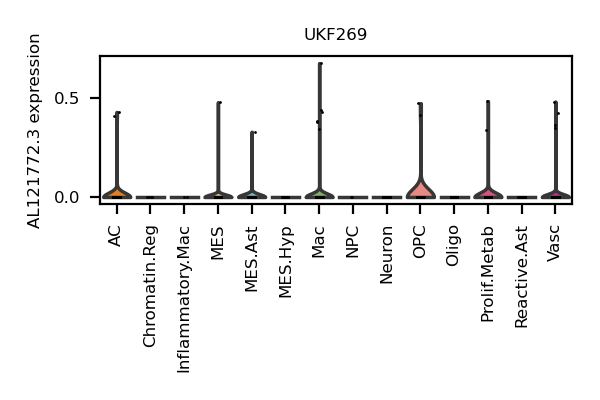 UKF269
AL121772.3 expression
0.5
0.0
AC
Chromatin.Reg
Inflammatory.Mac
MES
MES.Ast
MES.Hyp
Mac
NPC
Neuron
OPC
Oligo
Prolif.Metab
Reactive.Ast
Vasc